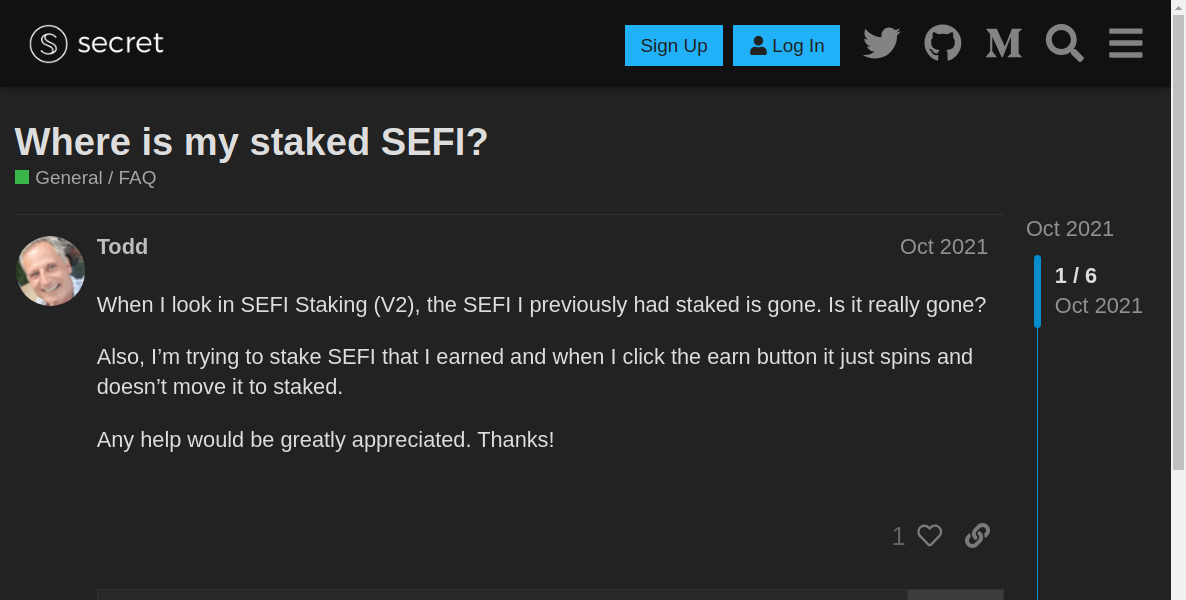 secret
Sign Up
Log In
Where is my staked SEFI?
General / FAQ
Todd
Oct 2021
When I look in SEFI Staking (V2), the SEFI I previously had staked is gone. Is it really gone?
Also, I’m trying to stake SEFI that I earned and when I click the earn button it just spins and
doesn’t move it to staked.
Any help would be greatly appreciated. Thanks!
1
Oct 2021
1 / 6
Oct 2021